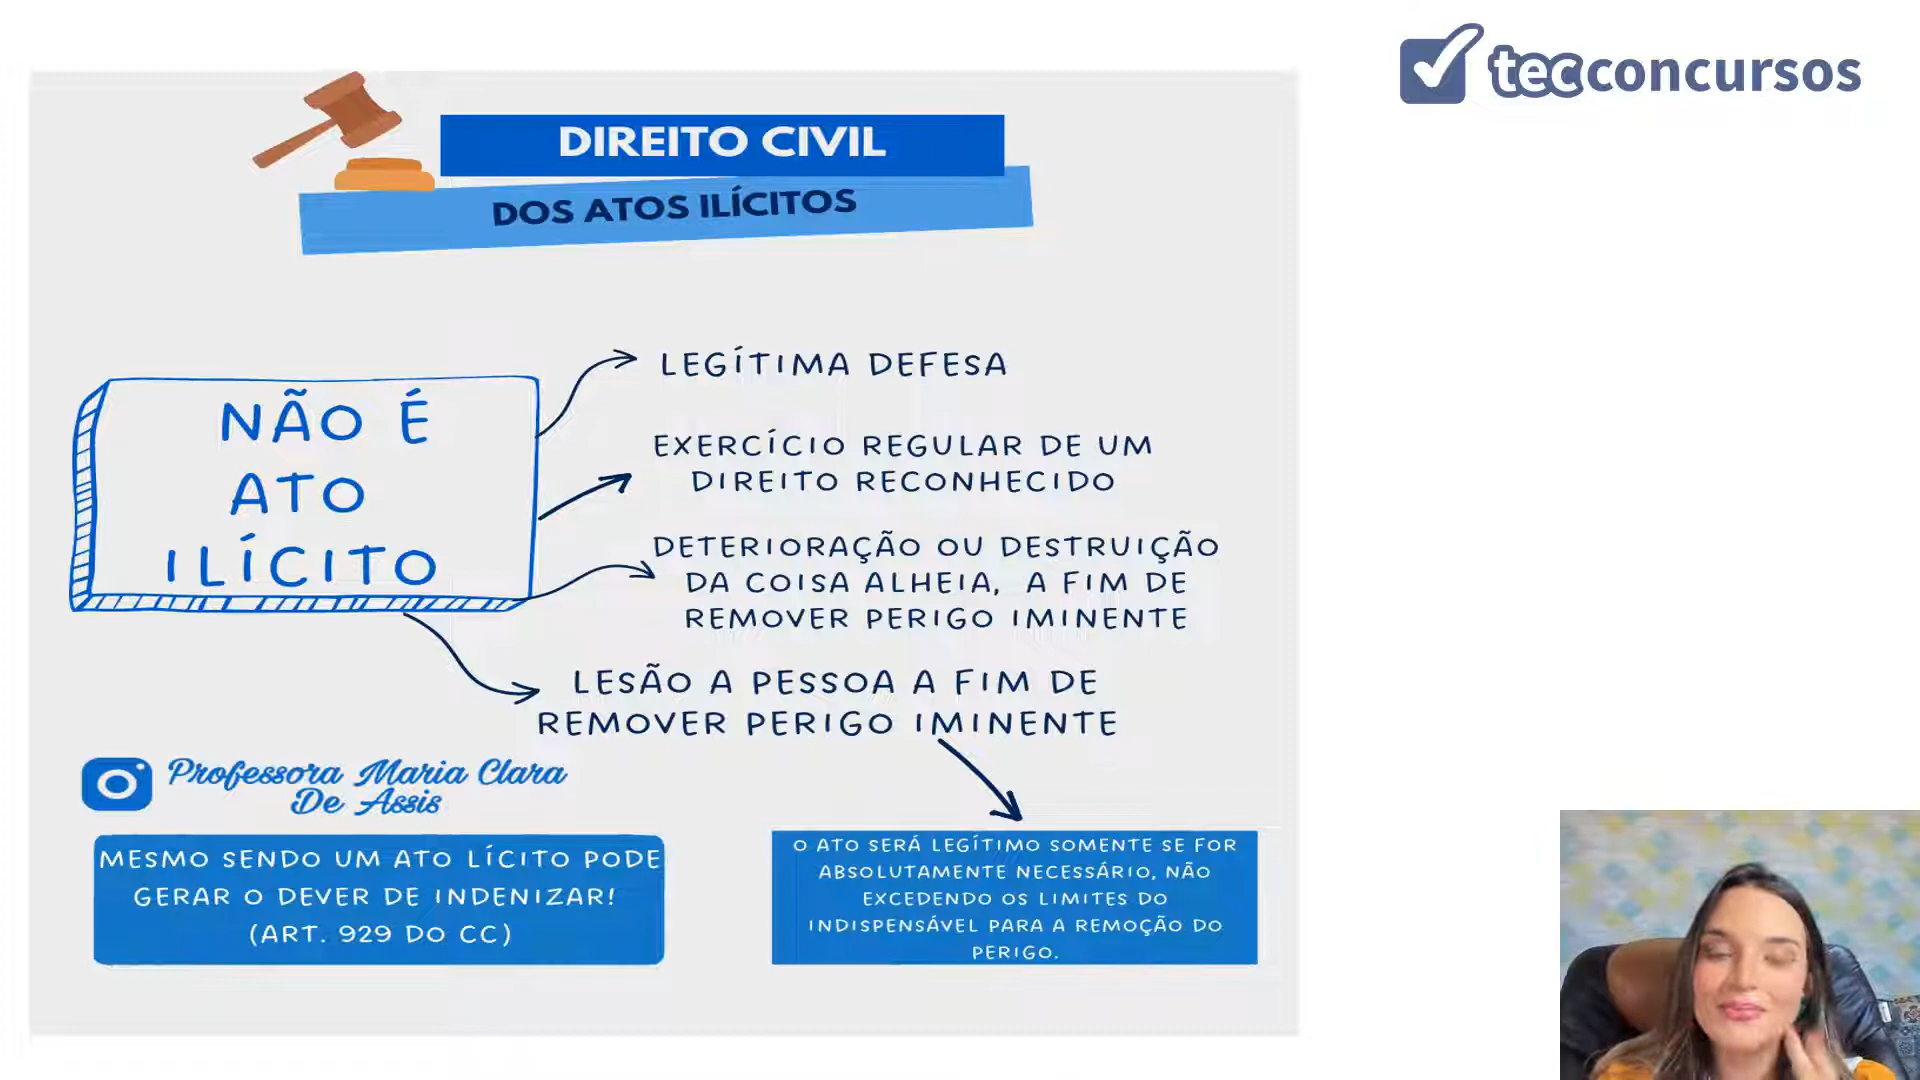 tecconcursos
DIREITO CIVIL
DOS ATOS ILÍCITOS
NÃO É
ATO
ILÍCITO
LEGÍTIMA DEFESA
EXERCÍCIO REGULAR DE UM
DIREITO RECONHECIDO
DETERIORAÇÃO OU DESTRUIÇÃO
DA COISA ALHEIA, A FIM DE
REMOVER PERIGO IMINENTE
LESÃO A PESSOA A FIM DE
REMOVER PERIGO IMINENTE
Professora Maria Clara
De Assis
MESMO SENDO UM ATO LÍCITO PODE
GERAR O DEVER DE INDENIZAR!
(ART. 929 DO CC)
O ATO SERÁ LEGÍTIMO SOMENTE SE FOR
ABSOLUTAMENTE NECESSÁRIO, NÃO
EXCEDENDO OS LIMITES DO
INDISPENSÁVEL PARA A REMOÇÃO DO
PERIGO.